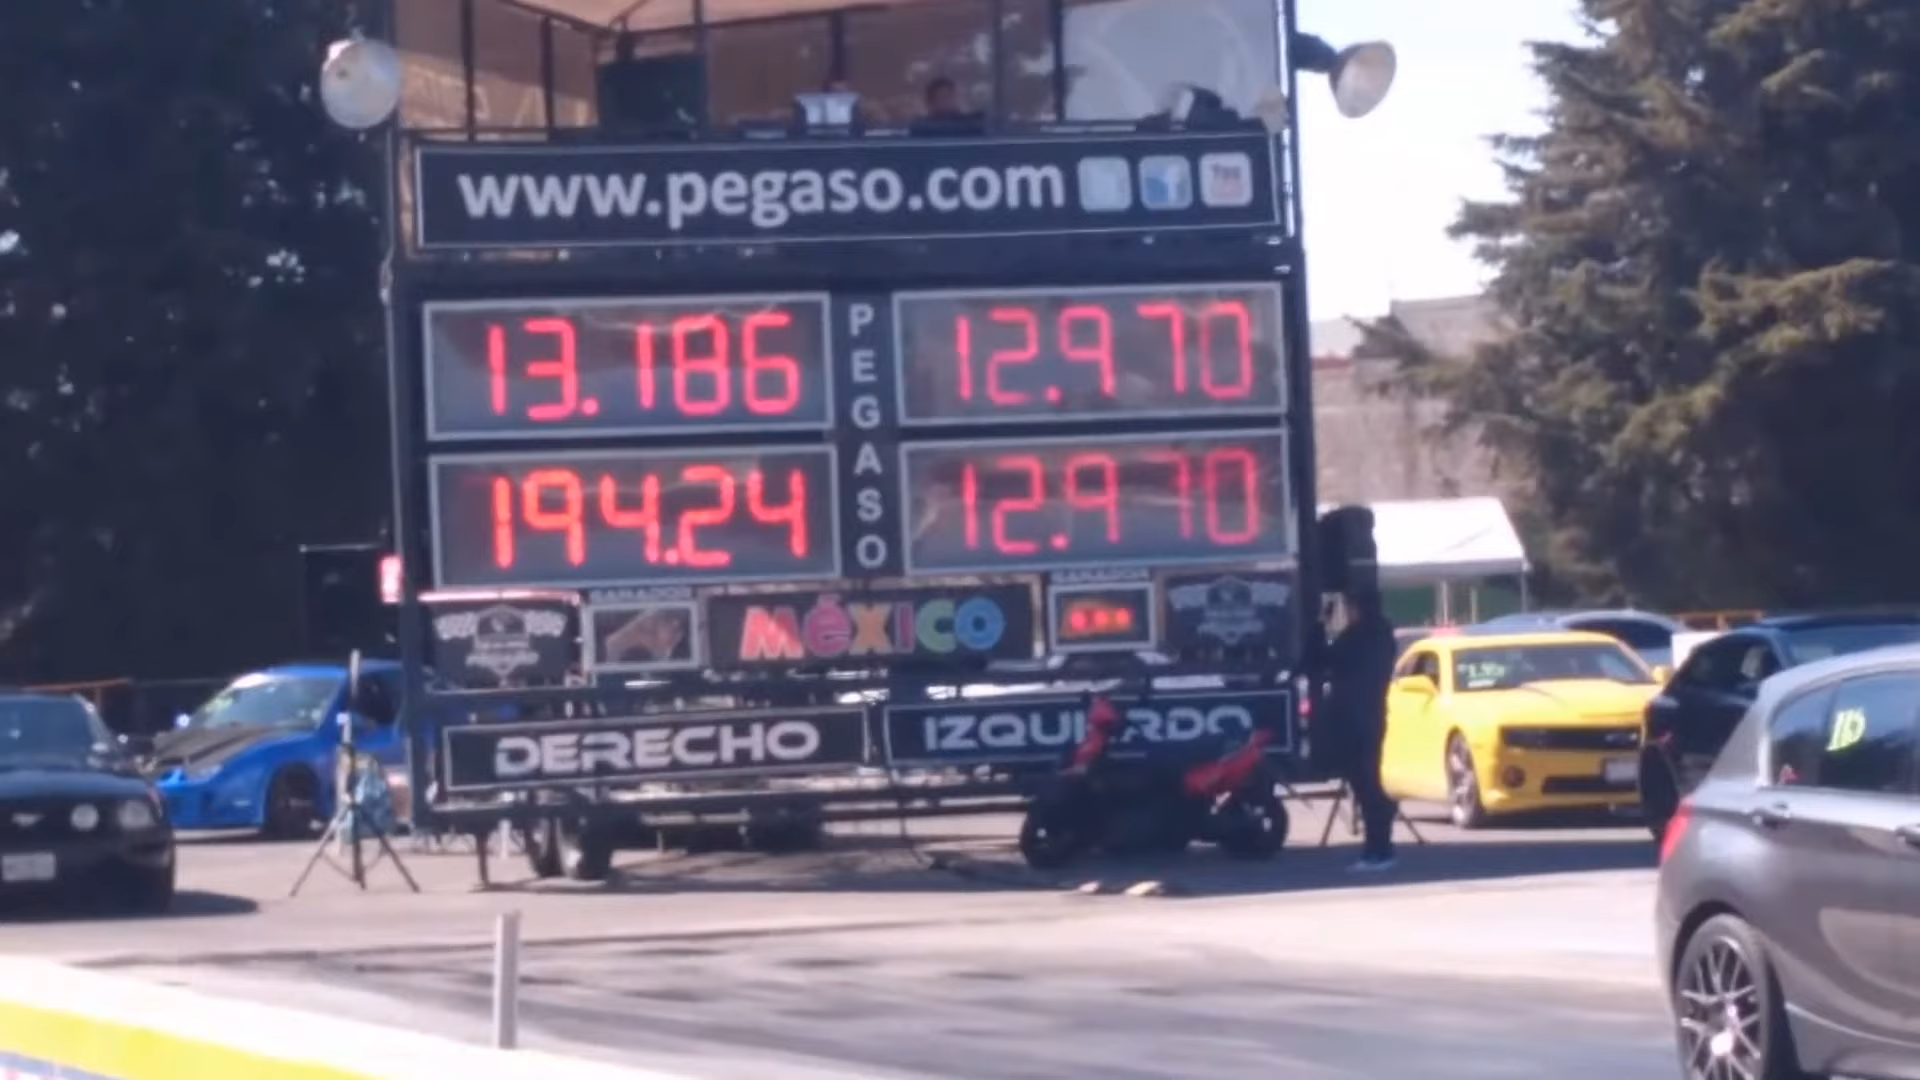 www.pegaso.com
13.186
12.970
PEGASO
194.24
12.970
MéXICO
DERECHO
IZQUIERDO